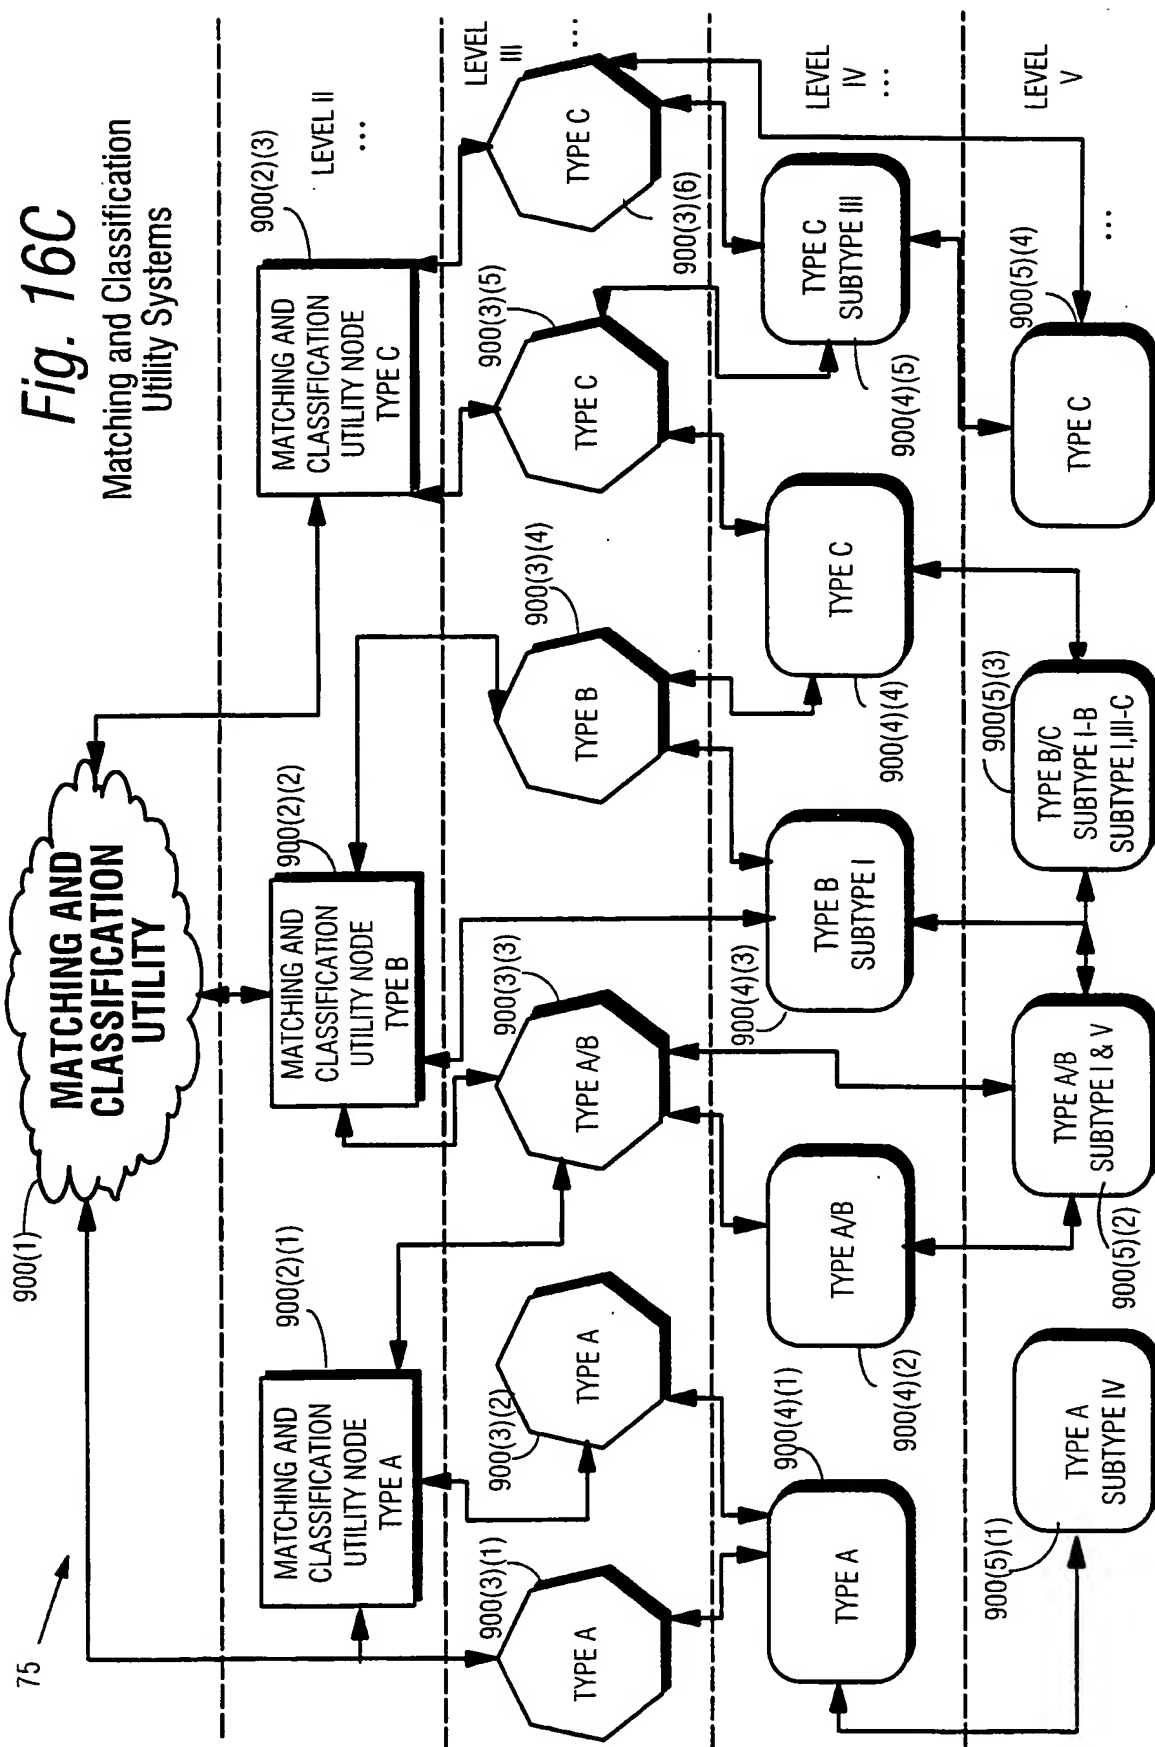 Fig. 16C
Matching and Classification
Utility Systems
75
900(1)
MATCHING AND
CLASSIFICATION
UTILITY
LEVEL II
...
900(2)(1)
MATCHING AND
CLASSIFICATION
UTILITY NODE
TYPE A
900(2)(2)
MATCHING AND
CLASSIFICATION
UTILITY NODE
TYPE B
900(2)(3)
MATCHING AND
CLASSIFICATION
UTILITY NODE
TYPE C
LEVEL
III
...
900(3)(1)
TYPE A
900(3)(2)
TYPE A
900(3)(3)
TYPE A/B
900(3)(4)
TYPE B
900(3)(5)
TYPE C
900(3)(6)
TYPE C
LEVEL
IV
...
900(4)(1)
TYPE A
900(4)(2)
TYPE A/B
900(4)(3)
TYPE B
SUBTYPE I
900(4)(4)
TYPE C
900(4)(5)
TYPE C
SUBTYPE III
LEVEL
V
...
900(5)(1)
TYPE A
SUBTYPE IV
900(5)(2)
TYPE A/B
SUBTYPE I & V
900(5)(3)
TYPE B/C
SUBTYPE I-B
SUBTYPE I,III-C
900(5)(4)
TYPE C